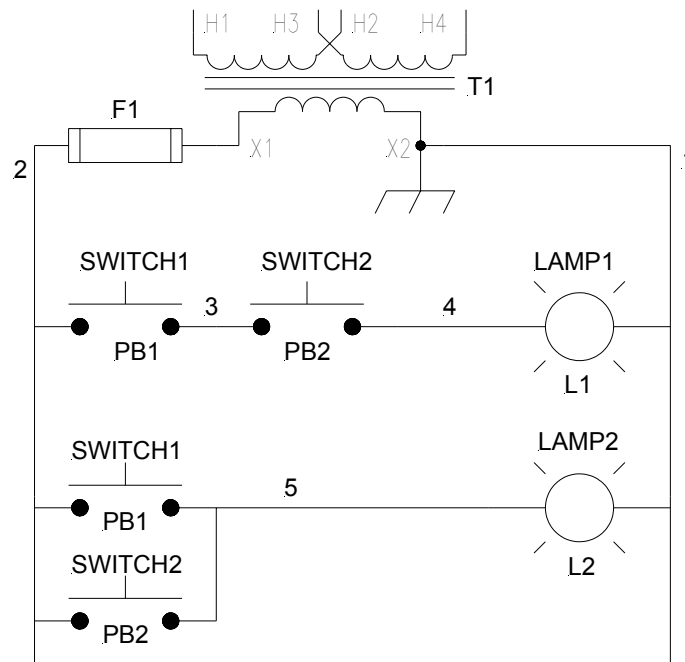 H1 H3 H2 H4
T1
F1
X1 X2
2
SWITCH1 SWITCH2 LAMP1
3 4
PB1 PB2 L1
SWITCH1 LAMP2
5
PB1
SWITCH2 L2
PB2